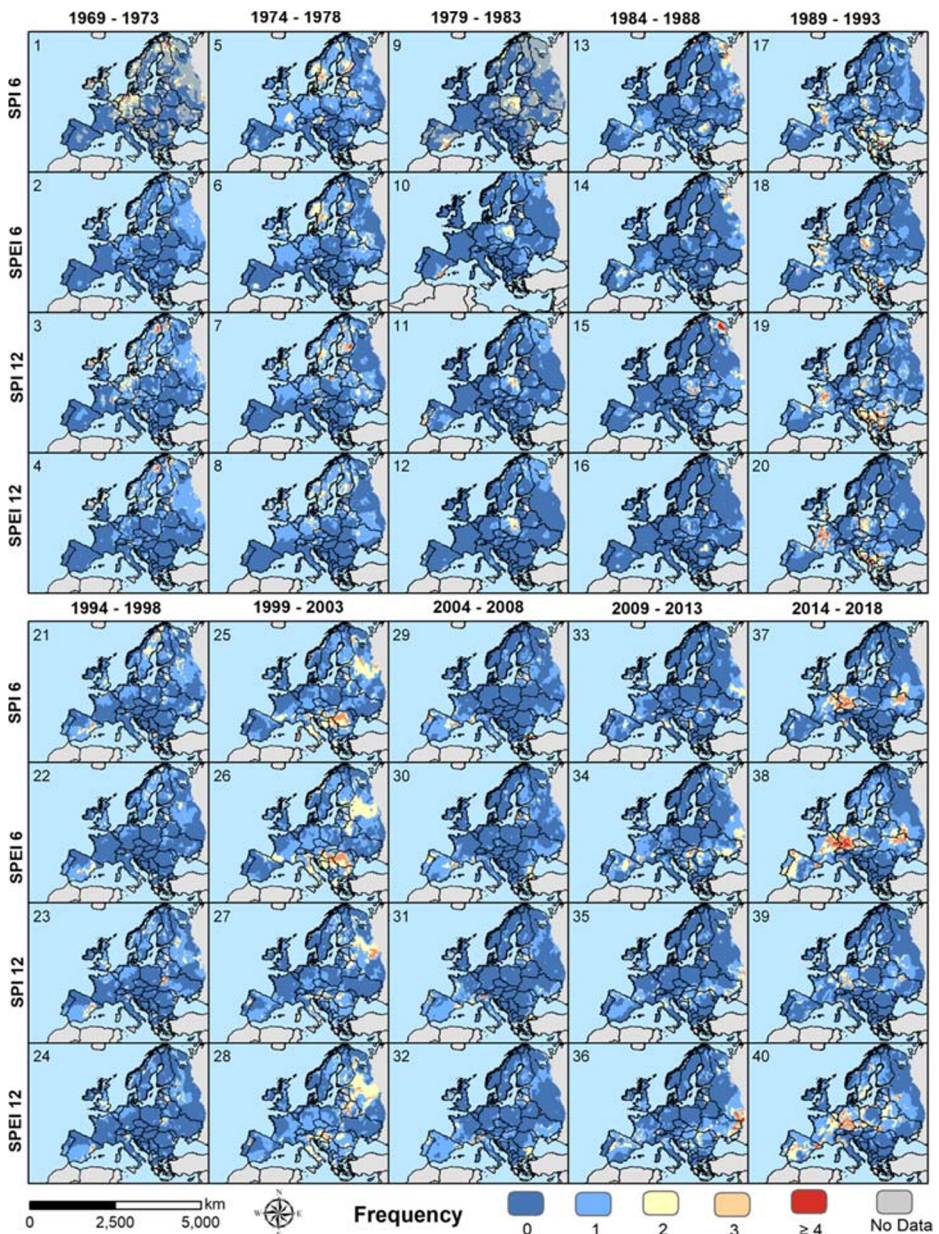 1969 - 1973 1974 - 1978 1979 - 1983 1984 - 1988 1989 - 1993
SPI 6
1 5 9 13 17
SPEI 6
2 6 10 14 18
SPI 12
3 7 11 15 19
SPEI 12
4 8 12 16 20
1994 - 1998 1999 - 2003 2004 - 2008 2009 - 2013 2014 - 2018
SPI 6
21 25 29 33 37
SPEI 6
22 26 30 34 38
SPI 12
23 27 31 35 39
SPEI 12
24 28 32 36 40
km
0 2,500 5,000
N
W E
S
Frequency
0 1 2 3 ≥ 4 No Data